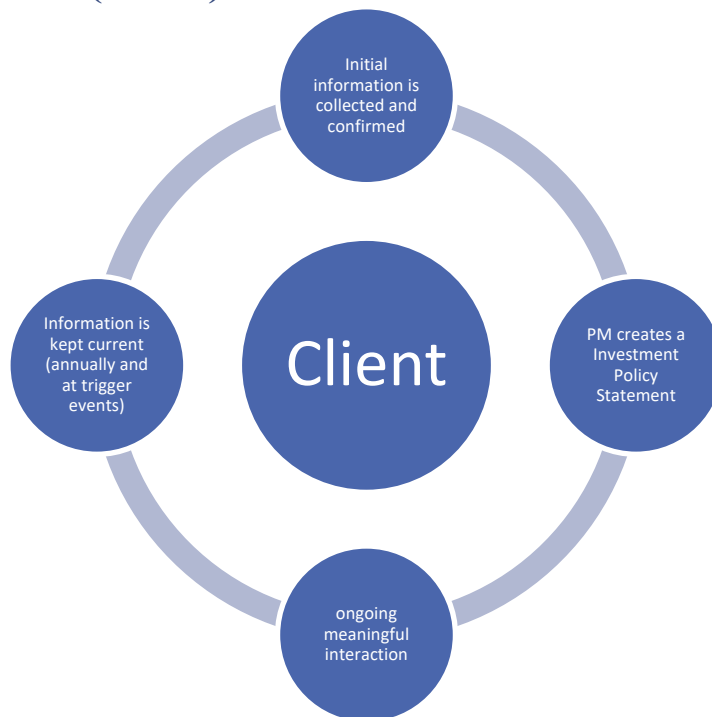 Initial
information is
collected and
confirmed
Information is
kept current
(annually and
at trigger
events)
Client
PM creates a
Investment
Policy
Statement
ongoing
meaningful
interaction